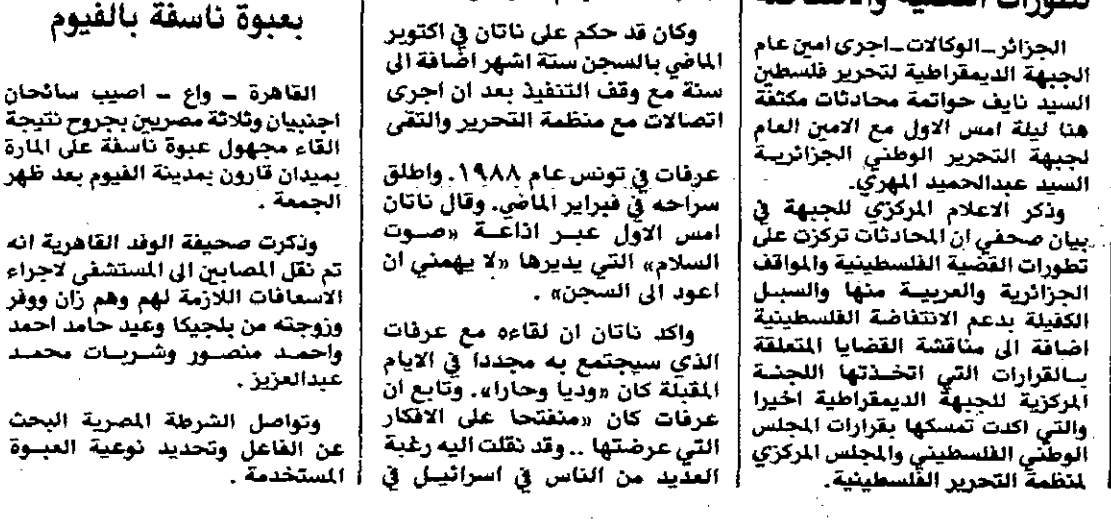 الجزائر ـ الوكالات ـ اجرى امين عام
الجبهة الديمقراطية لتحرير فلسطين
السيد نايف حواتمة محادثات مكثفة
هنا ليلة امس الاول مع الامين العام
لجبهة التحرير الوطني الجزائرية
السيد عبدالحميد المهري.
وذكر الاعلام المركزي للجبهة في
بيان صحفي ان المحادثات تركزت على
تطورات القضية الفلسطينية والمواقف
الجزائرية والعربية منها والسبل
الكفيلة بدعم الانتفاضة الفلسطينية
اضافة الى مناقشة القضايا المتعلقة
بالقرارات التي اتخذتها اللجنة
المركزية للجبهة الديمقراطية اخيرا
والتي اكدت تمسكها بقرارات المجلس
الوطني الفلسطيني والمجلس المركزي
لمنظمة التحرير الفلسطينية.
وكان قد حكم على ناتان في اكتوبر
الماضي بالسجن ستة اشهر اضافة الى
سنة مع وقف التنفيذ بعد ان اجرى
اتصالات مع منظمة التحرير والتقى
عرفات في تونس عام ١٩٨٨. واطلق
سراحه في فبراير الماضي. وقال ناتان
امس الاول عبر اذاعة «صوت
السلام» التي يديرها «لا يهمني ان
اعود الى السجن» .
واكد ناتان ان لقاءه مع عرفات
الذي سيجتمع به مجددا في الايام
المقبلة كان «وديا وحارا». وتابع ان
عرفات كان «منفتحا على الافكار
التي عرضتها .. وقد نقلت اليه رغبة
العديد من الناس في اسرائيل في
بعبوة ناسفة بالفيوم
القاهرة ـ واع ـ اصيب سائحان
اجنبيان وثلاثة مصريين بجروح نتيجة
القاء مجهول عبوة ناسفة على المارة
بميدان قارون بمدينة الفيوم بعد ظهر
الجمعة .
وذكرت صحيفة الوفد القاهرية انه
تم نقل المصابين الى المستشفى لاجراء
الاسعافات اللازمة لهم وهم زان ووفر
وزوجته من بلجيكا وعيد حامد احمد
واحمد منصور وشربات محمد
عبدالعزيز .
وتواصل الشرطة المصرية البحث
عن الفاعل وتحديد نوعية العبوة
المستخدمة .